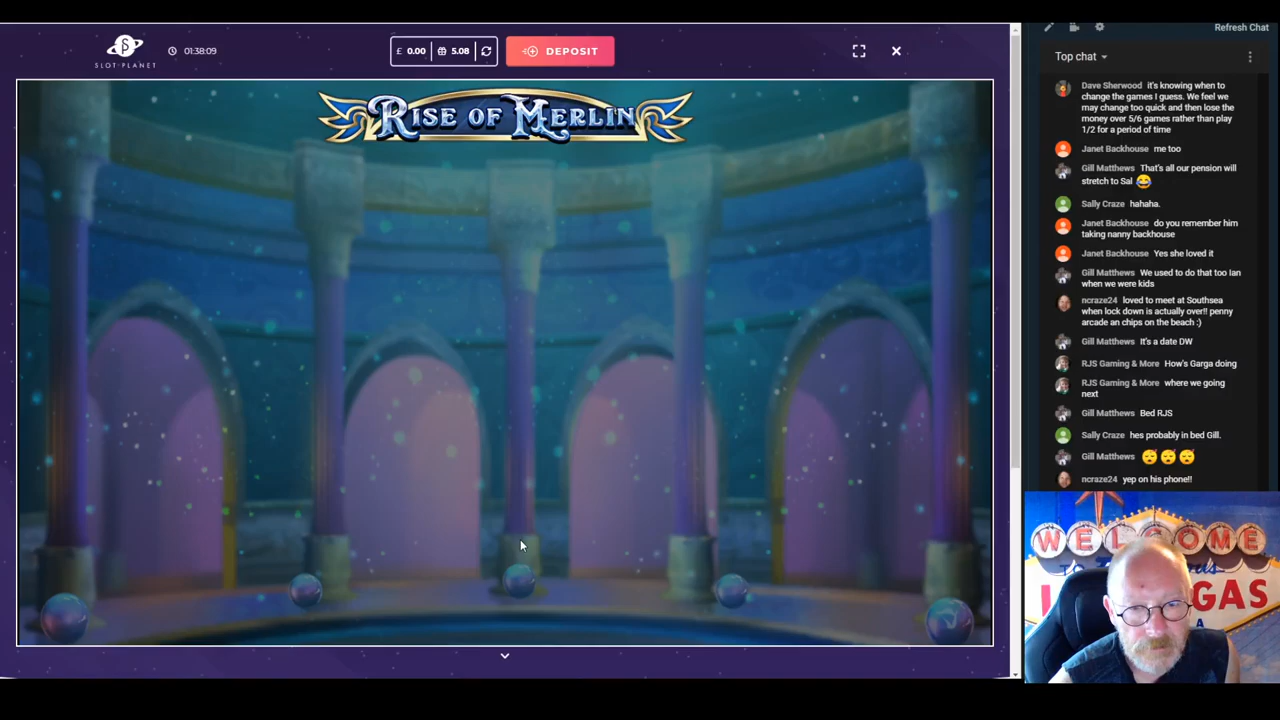 Refresh Chat
SLOT PLANET
01:38:09
£ 0.00
5.08
DEPOSIT
RISE OF MERLIN
Top chat
Dave Sherwood it's knowing when to
change the games I guess. We feel we
may change too quick and then lose the
money over 5/6 games rather than play
1/2 for a period of time
Janet Backhouse me too
Gill Matthews That's all our pension will
stretch to Sal 😂
Sally Craze hahaha.
Janet Backhouse do you remember him
taking nanny backhouse
Janet Backhouse Yes she loved it
Gill Matthews We used to do that too Ian
when we were kids
ncraze24 loved to meet at Southsea
when lock down is actually over!! penny
arcade an chips on the beach :)
Gill Matthews It's a date DW
RJS Gaming & More How's Garga doing
RJS Gaming & More where we going
next
Gill Matthews Bed RJS
Sally Craze hes probably in bed Gill.
Gill Matthews 😴😴😴
ncraze24 yep on his phone!!
WELCOME
TO
GAS